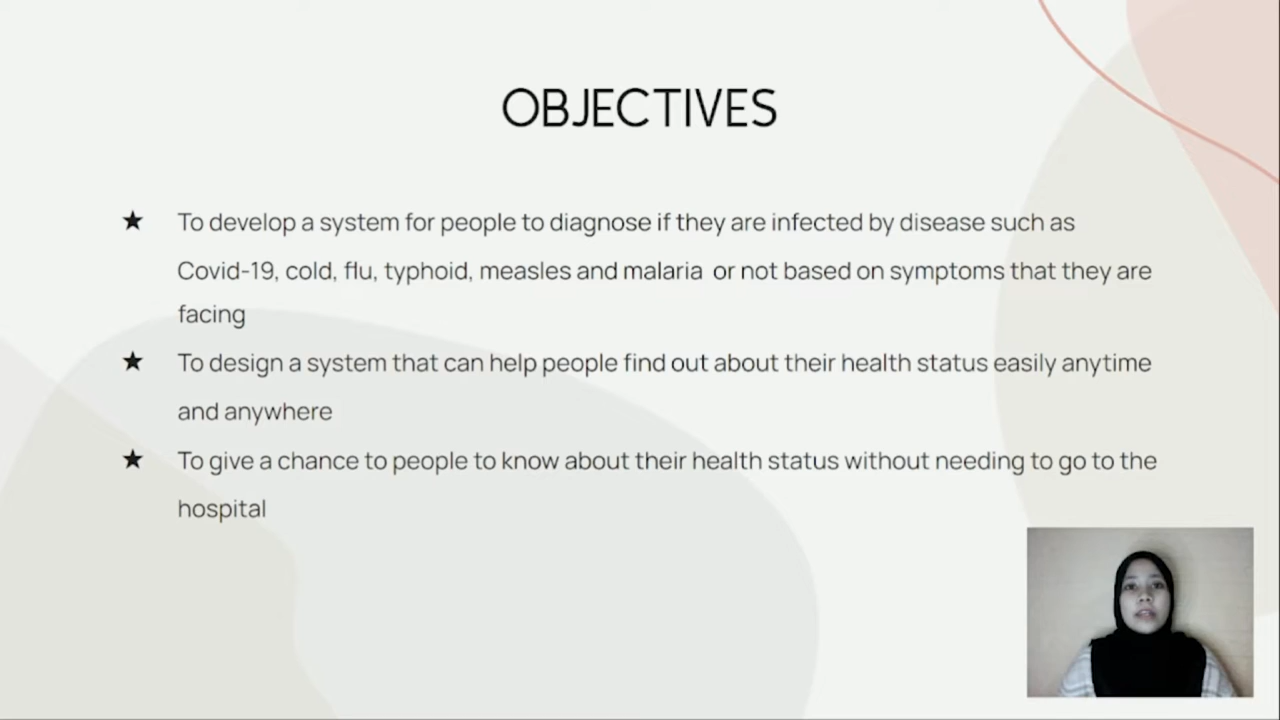 OBJECTIVES
★ To develop a system for people to diagnose if they are infected by disease such as
Covid-19, cold, flu, typhoid, measles and malaria or not based on symptoms that they are
facing
★ To design a system that can help people find out about their health status easily anytime
and anywhere
★ To give a chance to people to know about their health status without needing to go to the
hospital